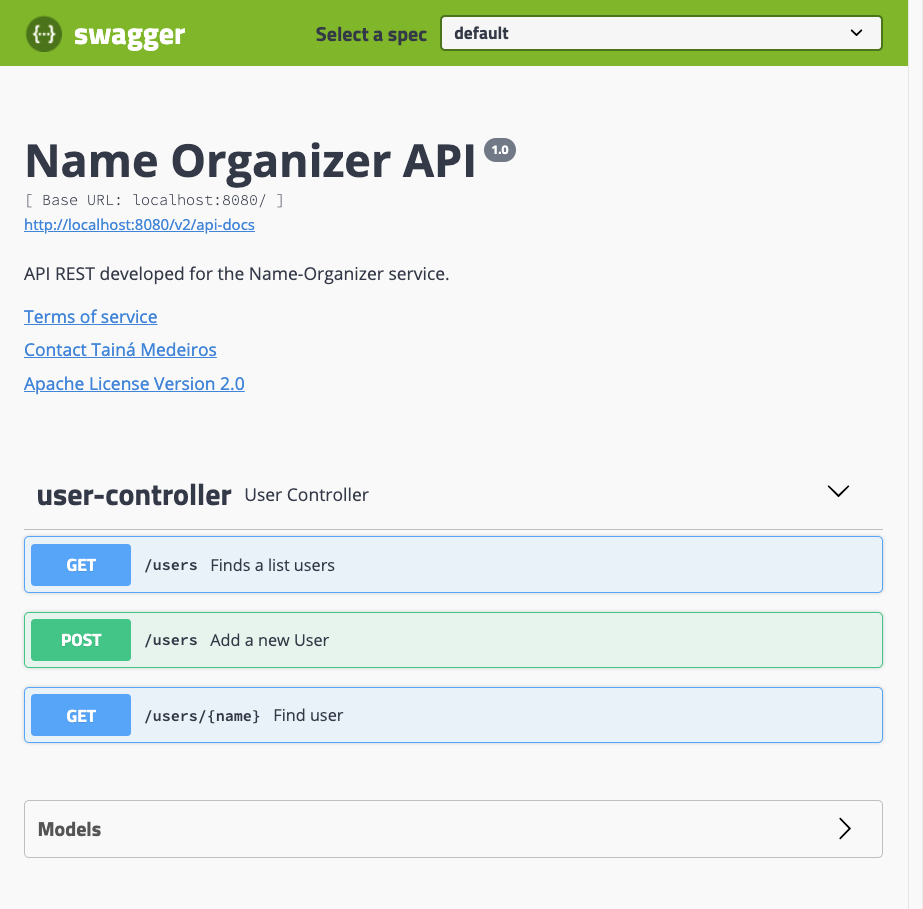 {···} swagger Select a spec default
Name Organizer API 1.0
[ Base URL: localhost:8080/ ]
http://localhost:8080/v2/api-docs
API REST developed for the Name-Organizer service.
Terms of service
Contact Tainá Medeiros
Apache License Version 2.0
user-controller User Controller
GET /users Finds a list users
POST /users Add a new User
GET /users/{name} Find user
Models